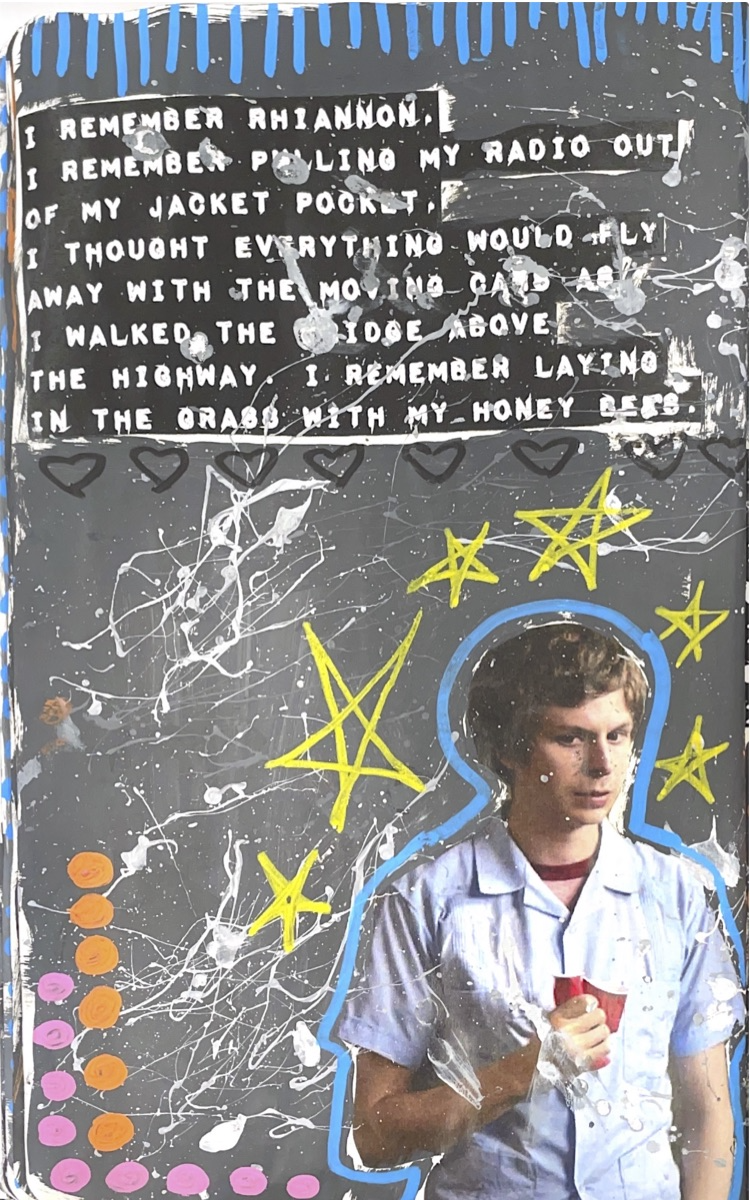 I REMEMBER RHIANNON.
I REMEMBER PULLING MY RADIO OUT
OF MY JACKET POCKET.
I THOUGHT EVERYTHING WOULD FLY
AWAY WITH THE MOVING CARS AS
I WALKED THE BRIDGE ABOVE
THE HIGHWAY. I REMEMBER LAYING
IN THE GRASS WITH MY HONEY BEES.